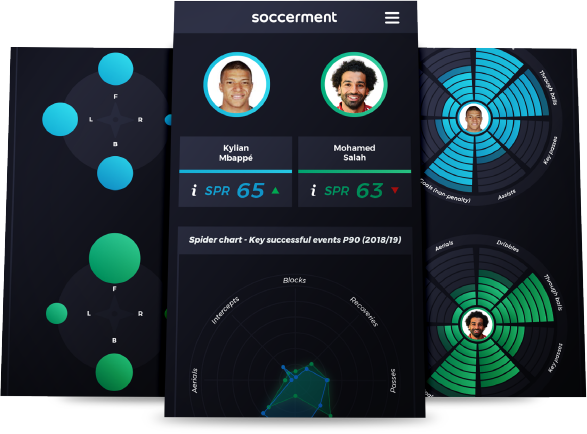 soccerment
F
L R
B
F
L R
B
Kylian
Mbappé
Mohamed
Salah
i SPR 65
i SPR 63
Spider chart - Key successful events P90 (2018/19)
Blocks
Intercepts
Recoveries
Aerials
Passes
Through balls
Key passes
Assists
Goals (non penalty)
Aerials
Dribbles
Through balls
Key passes